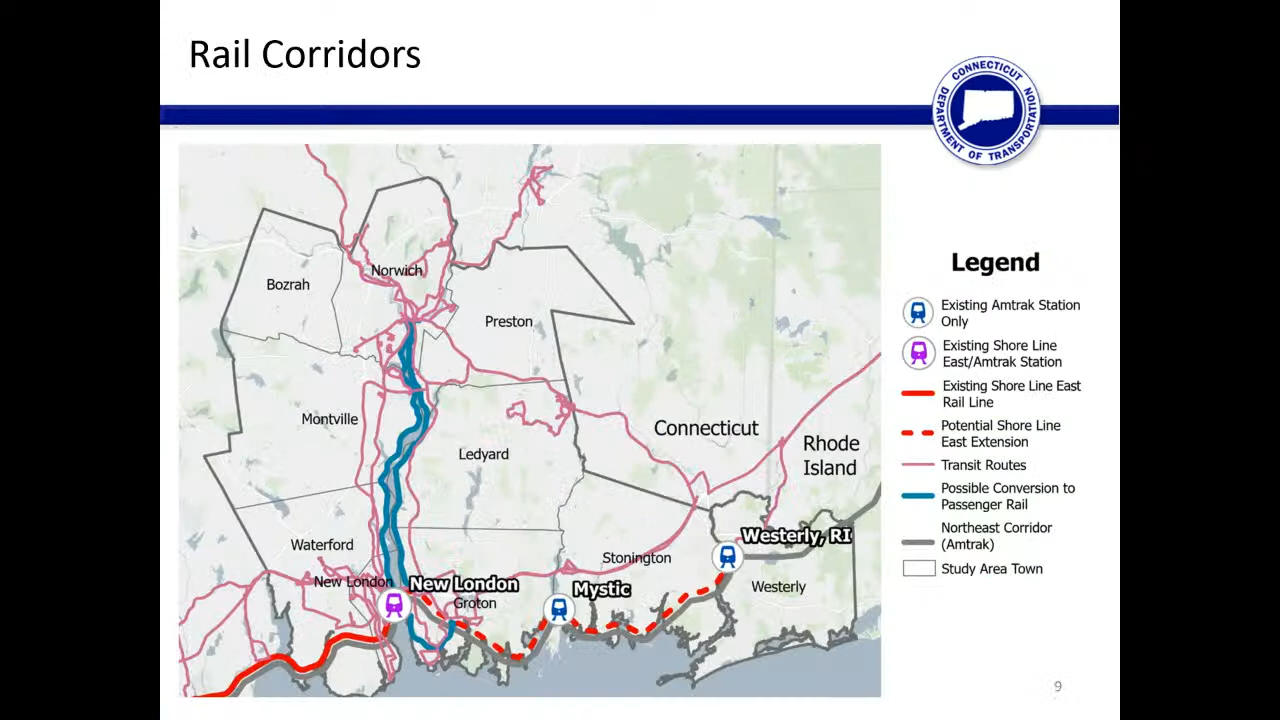 Rail Corridors
CONNECTICUT
DEPARTMENT OF TRANSPORTATION
Norwich
Bozrah
Preston
Montville
Connecticut
Rhode
Island
Ledyard
Westerly, RI
Waterford
Stonington
New London
New London
Mystic
Westerly
Groton
Legend
Existing Amtrak Station
Only
Existing Shore Line
East/Amtrak Station
Existing Shore Line East
Rail Line
Potential Shore Line
East Extension
Transit Routes
Possible Conversion to
Passenger Rail
Northeast Corridor
(Amtrak)
Study Area Town
9